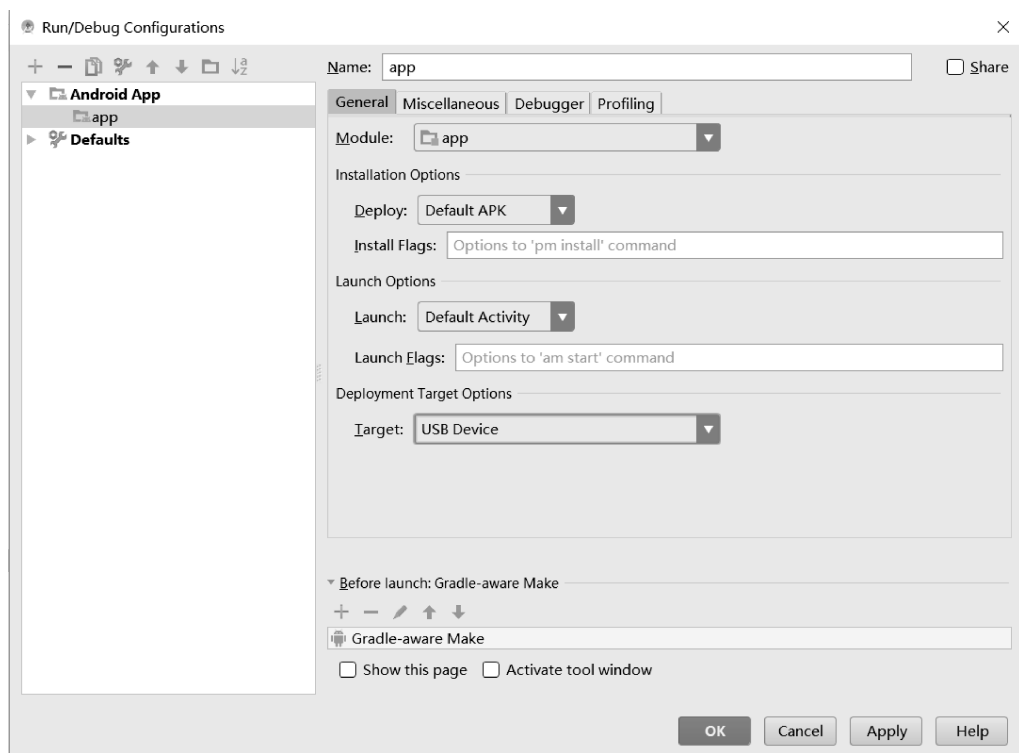 Run/Debug Configurations
Name: app
Share
Android App
app
Defaults
General Miscellaneous Debugger Profiling
Module: app
Installation Options
Deploy: Default APK
Install Flags: Options to 'pm install' command
Launch Options
Launch: Default Activity
Launch Flags: Options to 'am start' command
Deployment Target Options
Target: USB Device
Before launch: Gradle-aware Make
Gradle-aware Make
Show this page Activate tool window
OK Cancel Apply Help